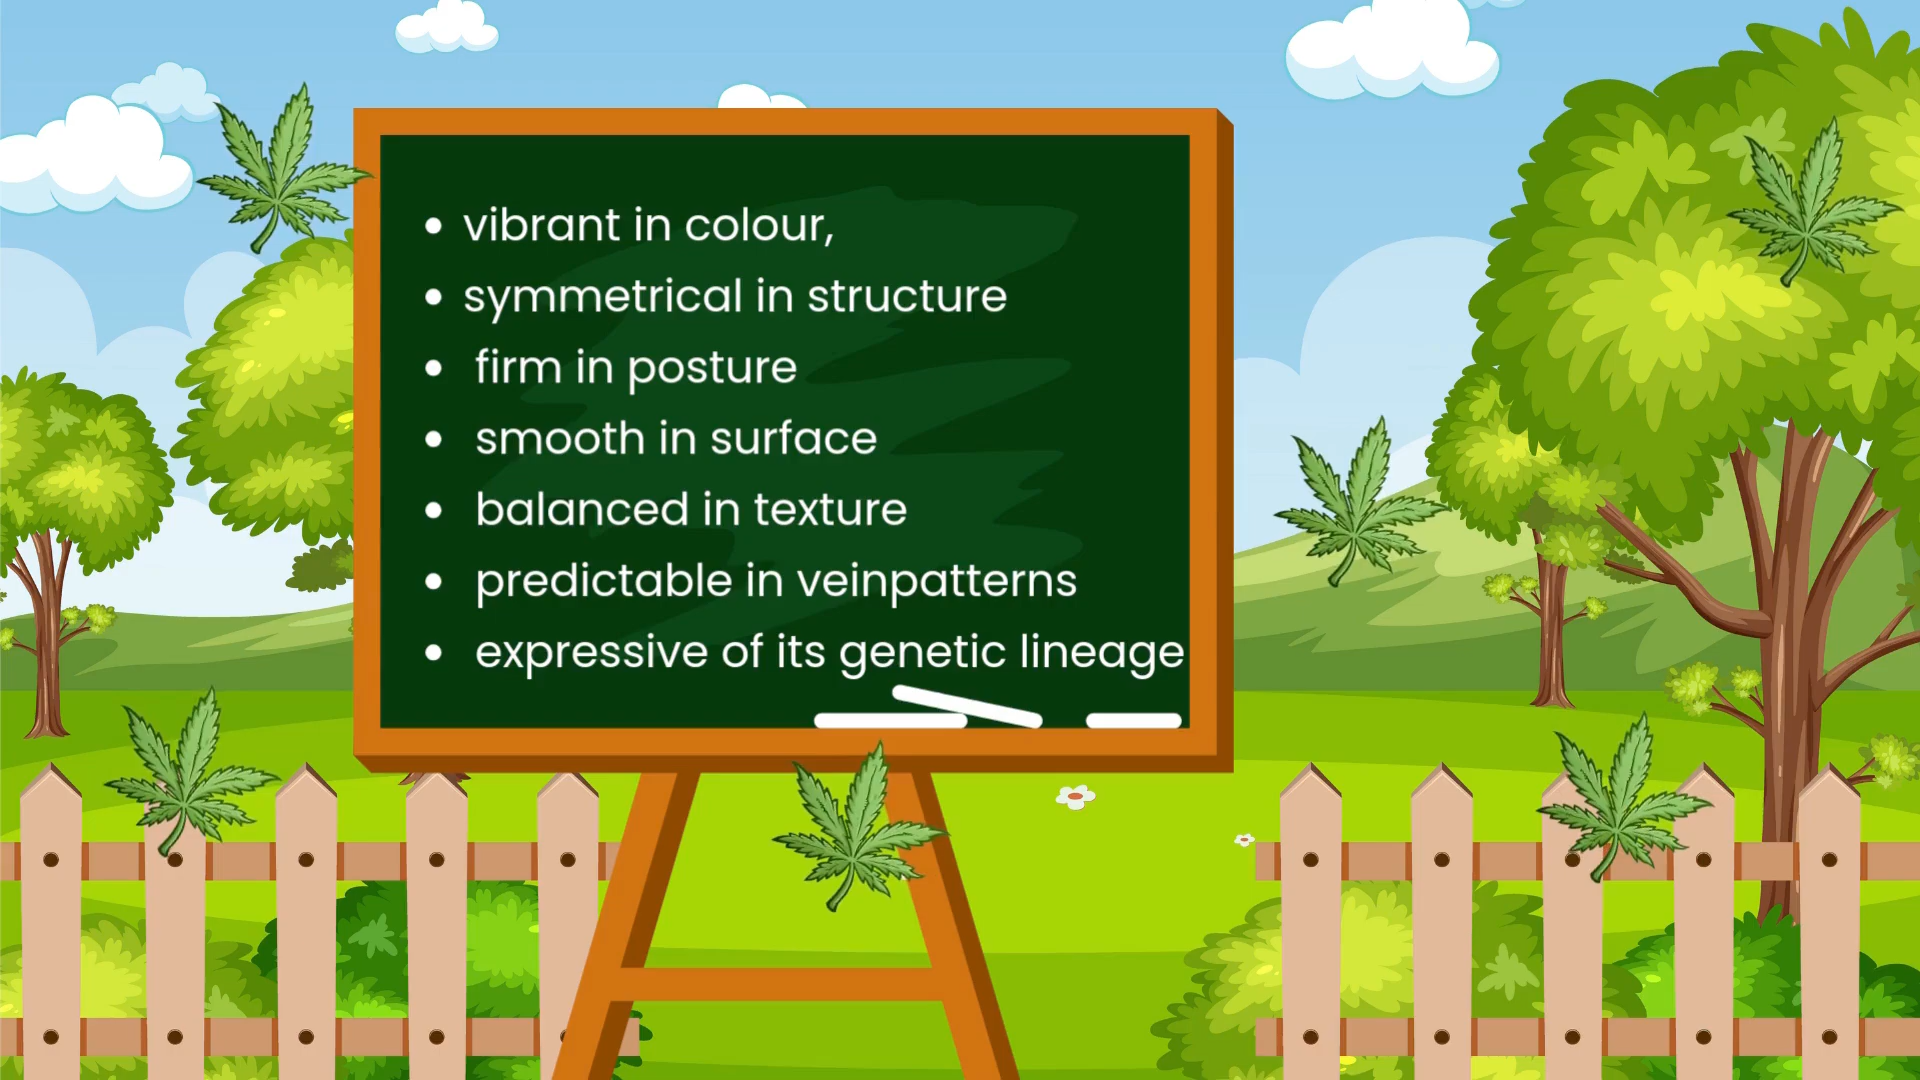 • vibrant in colour,
• symmetrical in structure
• firm in posture
• smooth in surface
• balanced in texture
• predictable in veinpatterns
• expressive of its genetic lineage